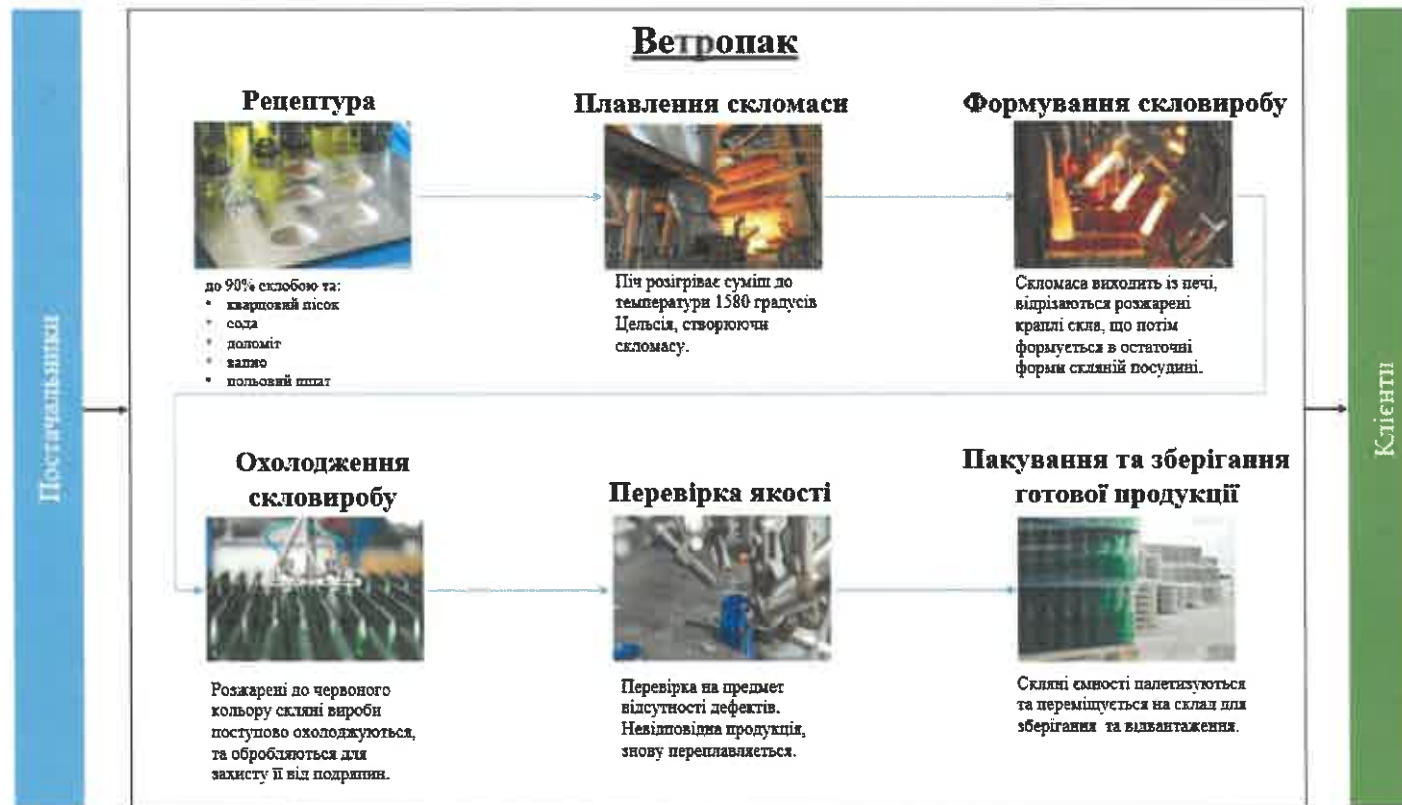 Ветропак
Постачальники
Рецептура
до 90% склобою та:
• кварцовий пісок
• сода
• доломіт
• вапно
• польовий шпат
Плавлення скломаси
Піч розігріває суміш до
температури 1580 градусів
Цельсія, створюючи
скломасу.
Формування скловиробу
Скломаса виходить із печі,
відрізаються розжарені
краплі скла, що потім
формується в остаточні
форми скляній посудині.
Охолодження
скловиробу
Розжарені до червоного
кольору скляні вироби
поступово охолоджуються,
та обробляються для
захисту її від подряпин.
Перевірка якості
Перевірка на предмет
відсутності дефектів.
Невідповідна продукція,
знову переплавляється.
Пакування та зберігання
готової продукції
Скляні ємності палетизуються
та переміщується на склад для
зберігання та відвантаження.
Клієнти